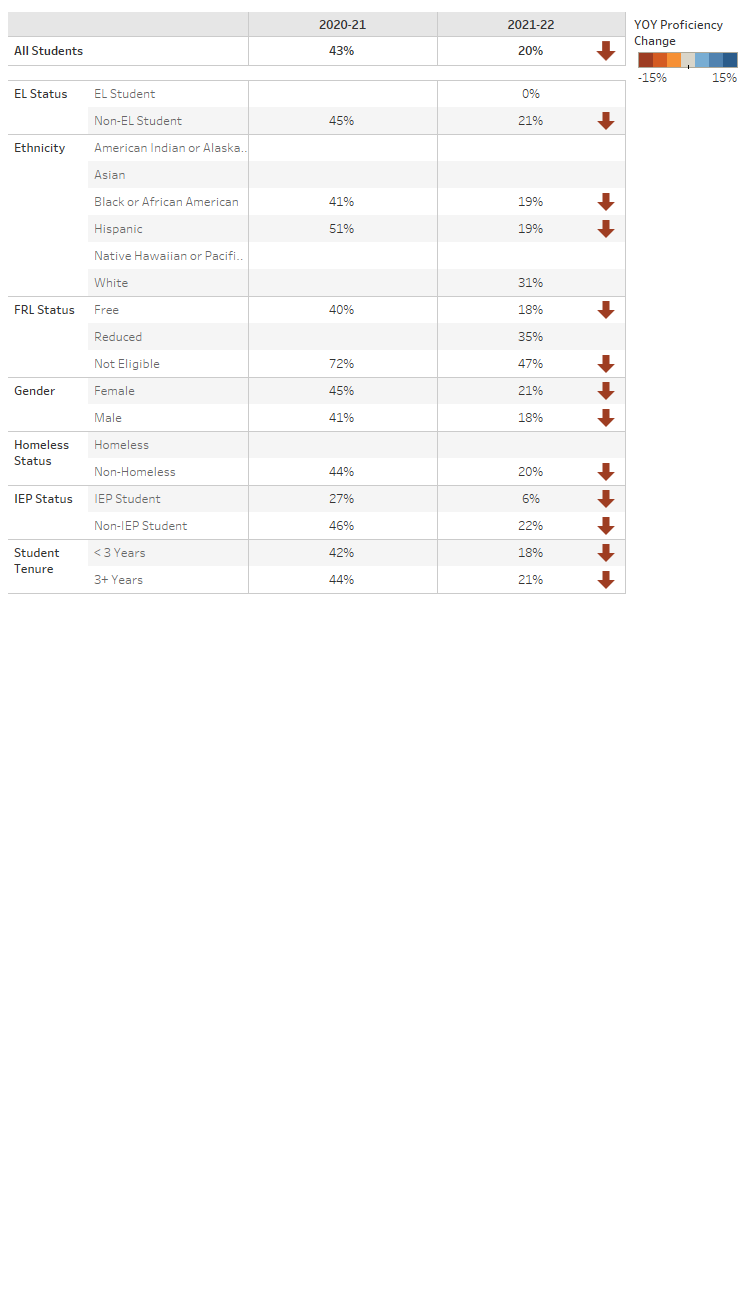 2020-21 2021-22
All Students 43% 20%
EL Status EL Student 0%
Non-EL Student 45% 21%
Ethnicity American Indian or Alaska..
Asian
Black or African American 41% 19%
Hispanic 51% 19%
Native Hawaiian or Pacifi..
White 31%
FRL Status Free 40% 18%
Reduced 35%
Not Eligible 72% 47%
Gender Female 45% 21%
Male 41% 18%
Homeless Status Homeless
Non-Homeless 44% 20%
IEP Status IEP Student 27% 6%
Non-IEP Student 46% 22%
Student Tenure < 3 Years 42% 18%
3+ Years 44% 21%
YOY Proficiency
Change
-15% 15%